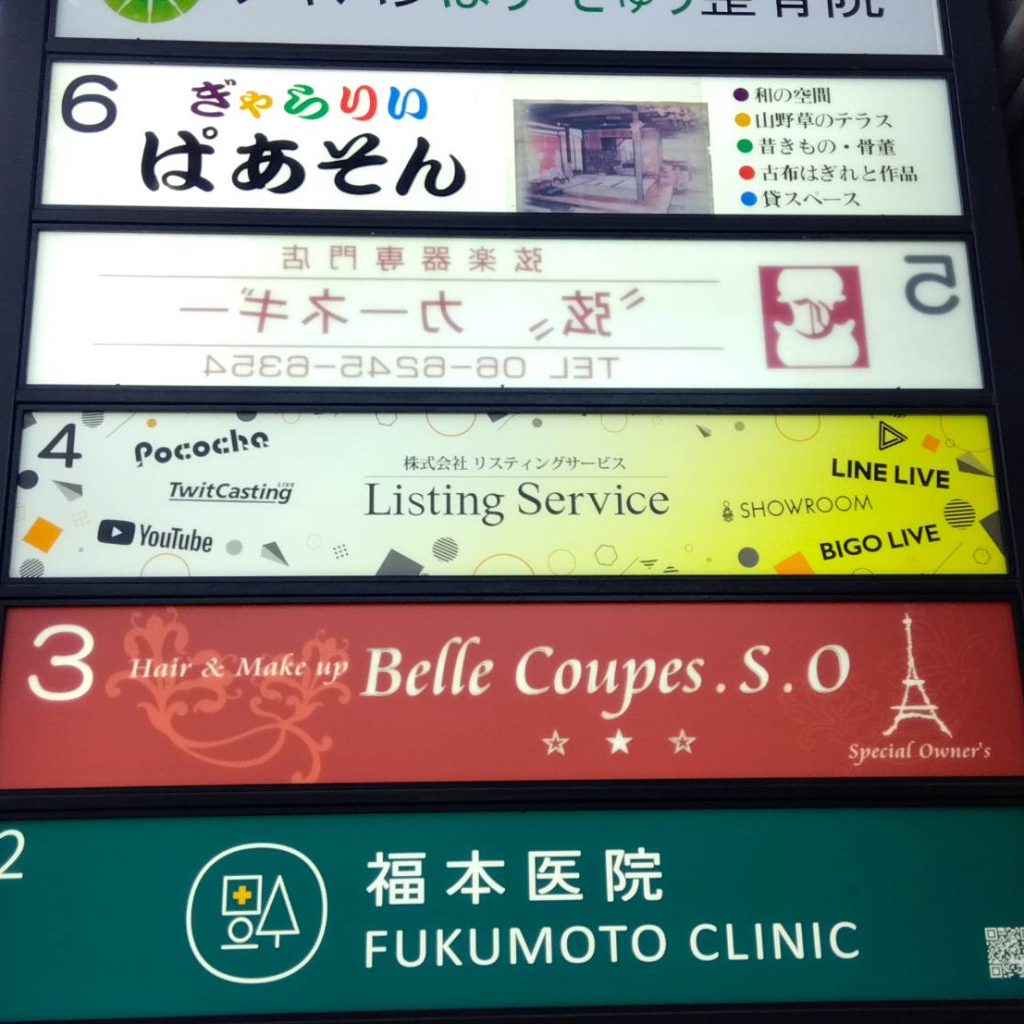 整骨院
6
ぎゃらりい
ぱあそん
和の空間
山野草のテラス
昔きもの・骨董
古布はぎれと作品
貸スペース
5
弦楽器専門店
〝弦〟カーネギー
TEL 06-6245-6354
4
Pococha
TwitCasting LIVE
YouTube
株式会社 リスティングサービス
Listing Service
LINE LIVE
SHOWROOM
BIGO LIVE
3
Hair & Make up
Belle Coupes.S.O
Special Owner's
2
福本医院
FUKUMOTO CLINIC